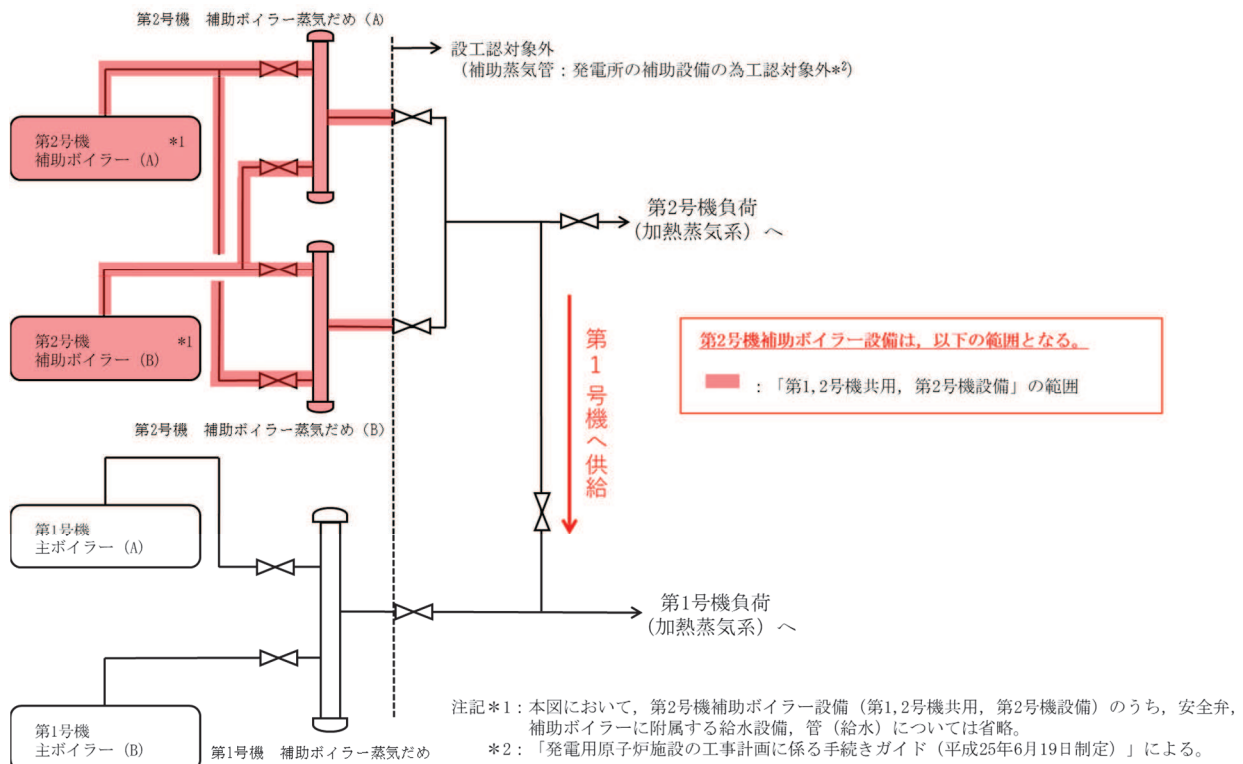 第2号機　補助ボイラー蒸気だめ（A）
設工認対象外
（補助蒸気管：発電所の補助設備の為工認対象外*2）
第2号機　*1
補助ボイラー（A）
第2号機負荷
（加熱蒸気系）へ
第2号機　*1
補助ボイラー（B）
第1号機へ供給
第2号機補助ボイラー設備は，以下の範囲となる。
：「第1,2号機共用，第2号機設備」の範囲
第2号機　補助ボイラー蒸気だめ（B）
第1号機
主ボイラー（A）
第1号機負荷
（加熱蒸気系）へ
第1号機
主ボイラー（B）
第1号機　補助ボイラー蒸気だめ
注記＊1：本図において，第2号機補助ボイラー設備（第1,2号機共用，第2号機設備）のうち，安全弁，
補助ボイラーに附属する給水設備，管（給水）については省略。
＊2：「発電用原子炉施設の工事計画に係る手続きガイド（平成25年6月19日制定）」による。